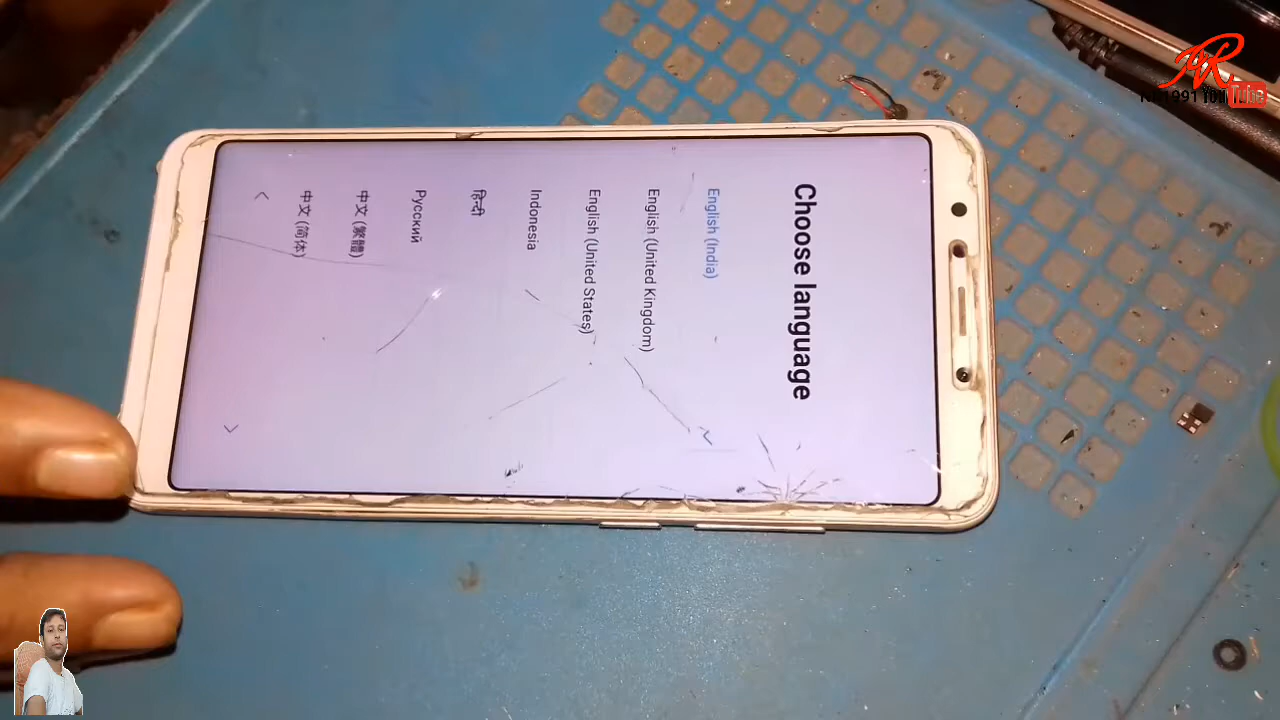 Choose language
English (India)
English (United Kingdom)
English (United States)
Indonesia
हिन्दी
Русский
中文 (繁體)
中文 (简体)